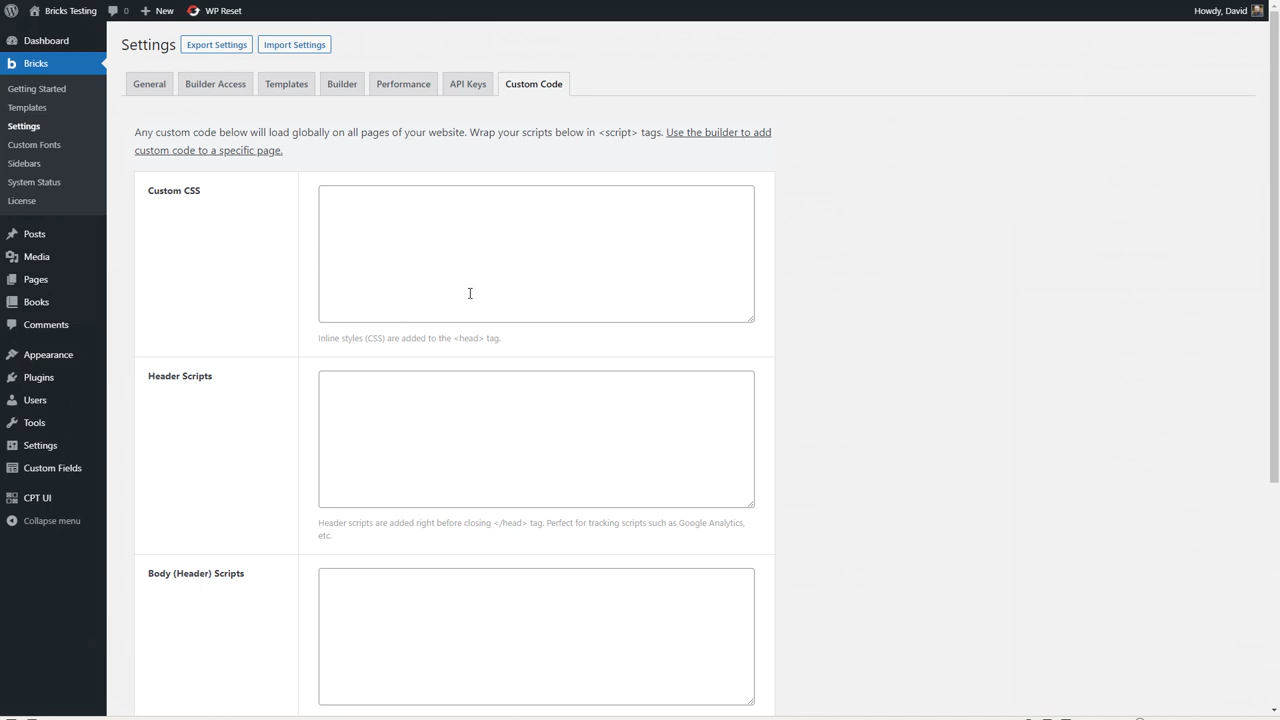 Bricks Testing 0 New WP Reset Howdy, David
Dashboard
Bricks
Getting Started
Templates
Settings
Custom Fonts
Sidebars
System Status
License
Posts
Media
Pages
Books
Comments
Appearance
Plugins
Users
Tools
Settings
Custom Fields
CPT UI
Collapse menu
Settings Export Settings Import Settings
General Builder Access Templates Builder Performance API Keys Custom Code
Any custom code below will load globally on all pages of your website. Wrap your scripts below in <script> tags. Use the builder to add
custom code to a specific page.
Custom CSS
Inline styles (CSS) are added to the <head> tag.
Header Scripts
Header scripts are added right before closing </head> tag. Perfect for tracking scripts such as Google Analytics,
etc.
Body (Header) Scripts